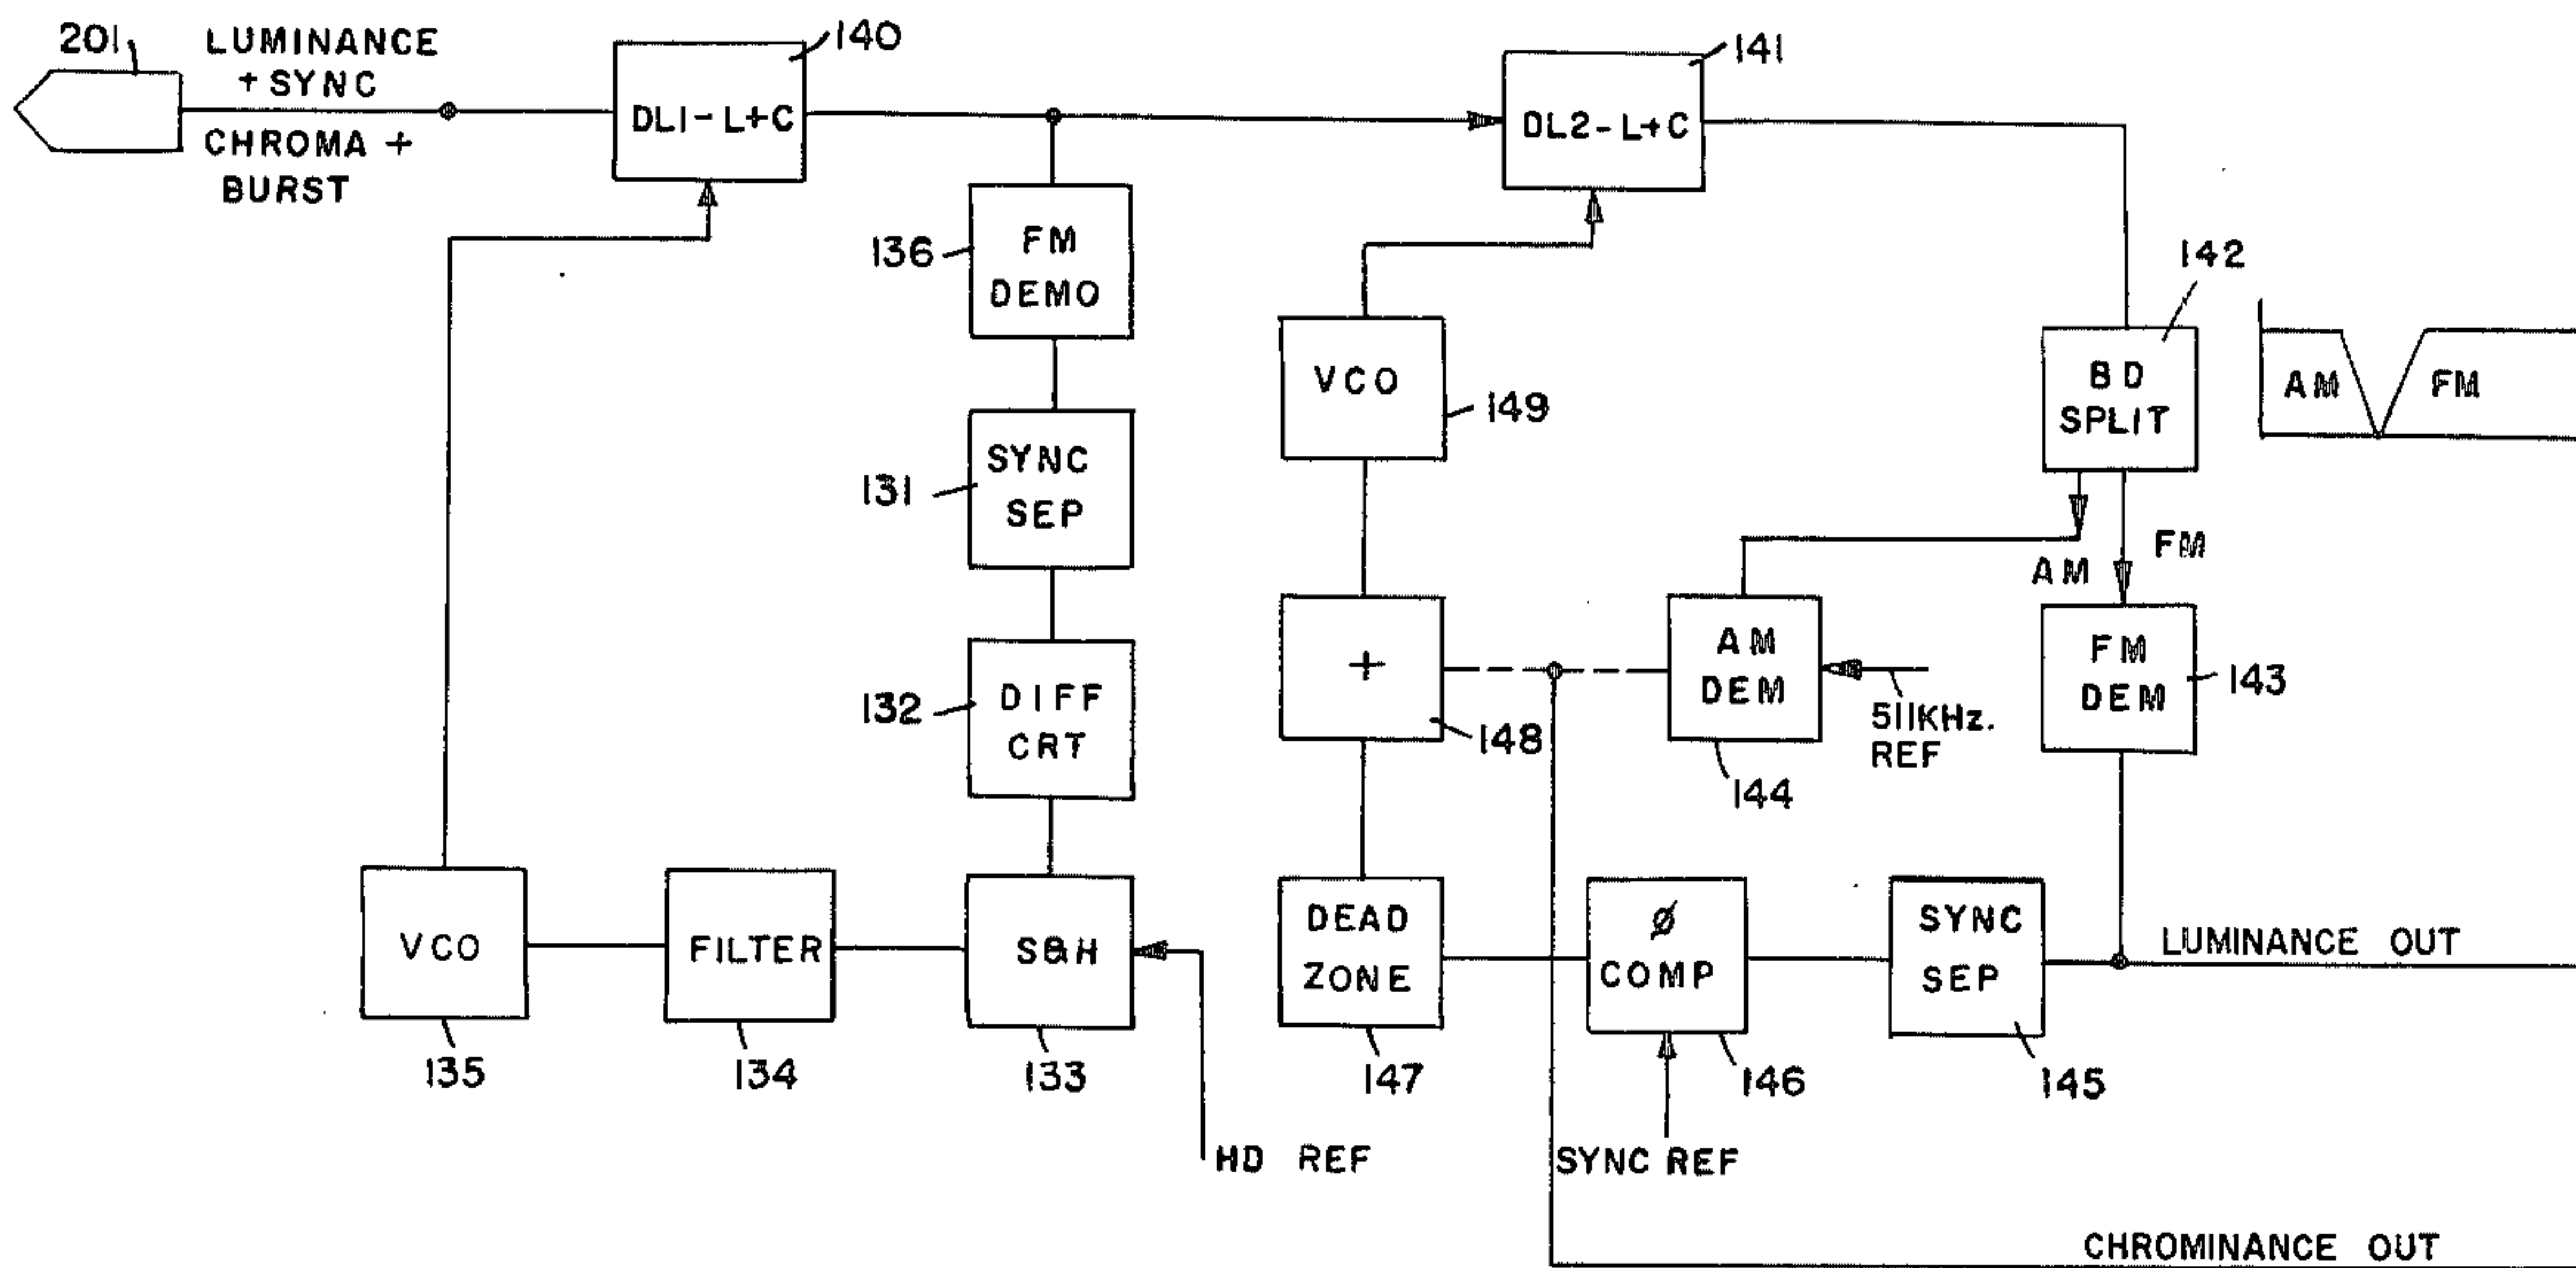 201
LUMINANCE
+ SYNC
CHROMA +
BURST
DL1-L+C
140
DL2-L+C
141
136
FM
DEMO
142
BD
SPLIT
AM
FM
VCO
149
131
SYNC
SEP
AM
FM
132
DIFF
CRT
+
148
AM
DEM
144
511KHz.
REF
FM
DEM
143
VCO
135
FILTER
134
S&H
133
HD REF
DEAD
ZONE
147
Ø
COMP
146
SYNC REF
SYNC
SEP
145
LUMINANCE OUT
CHROMINANCE OUT